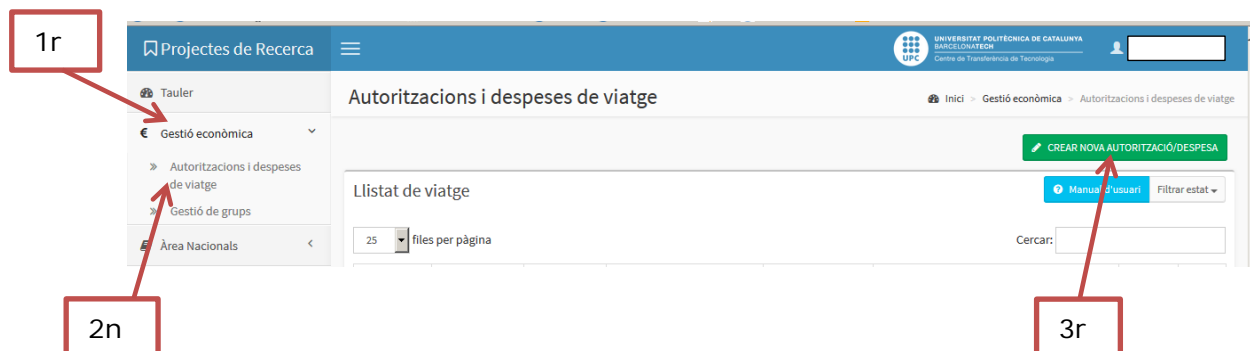 1r
Projectes de Recerca
UNIVERSITAT POLITÈCNICA DE CATALUNYA
BARCELONATECH
Centre de Transferència de Tecnologia
UPC
Tauler
Autoritzacions i despeses de viatge
Inici > Gestió econòmica > Autoritzacions i despeses de viatge
€ Gestió econòmica
CREAR NOVA AUTORITZACIÓ/DESPESA
» Autoritzacions i despeses
de viatge
Llistat de viatge
Manual d'usuari
Filtrar estat
» Gestió de grups
25 files per pàgina
Cercar:
Àrea Nacionals
2n
3r